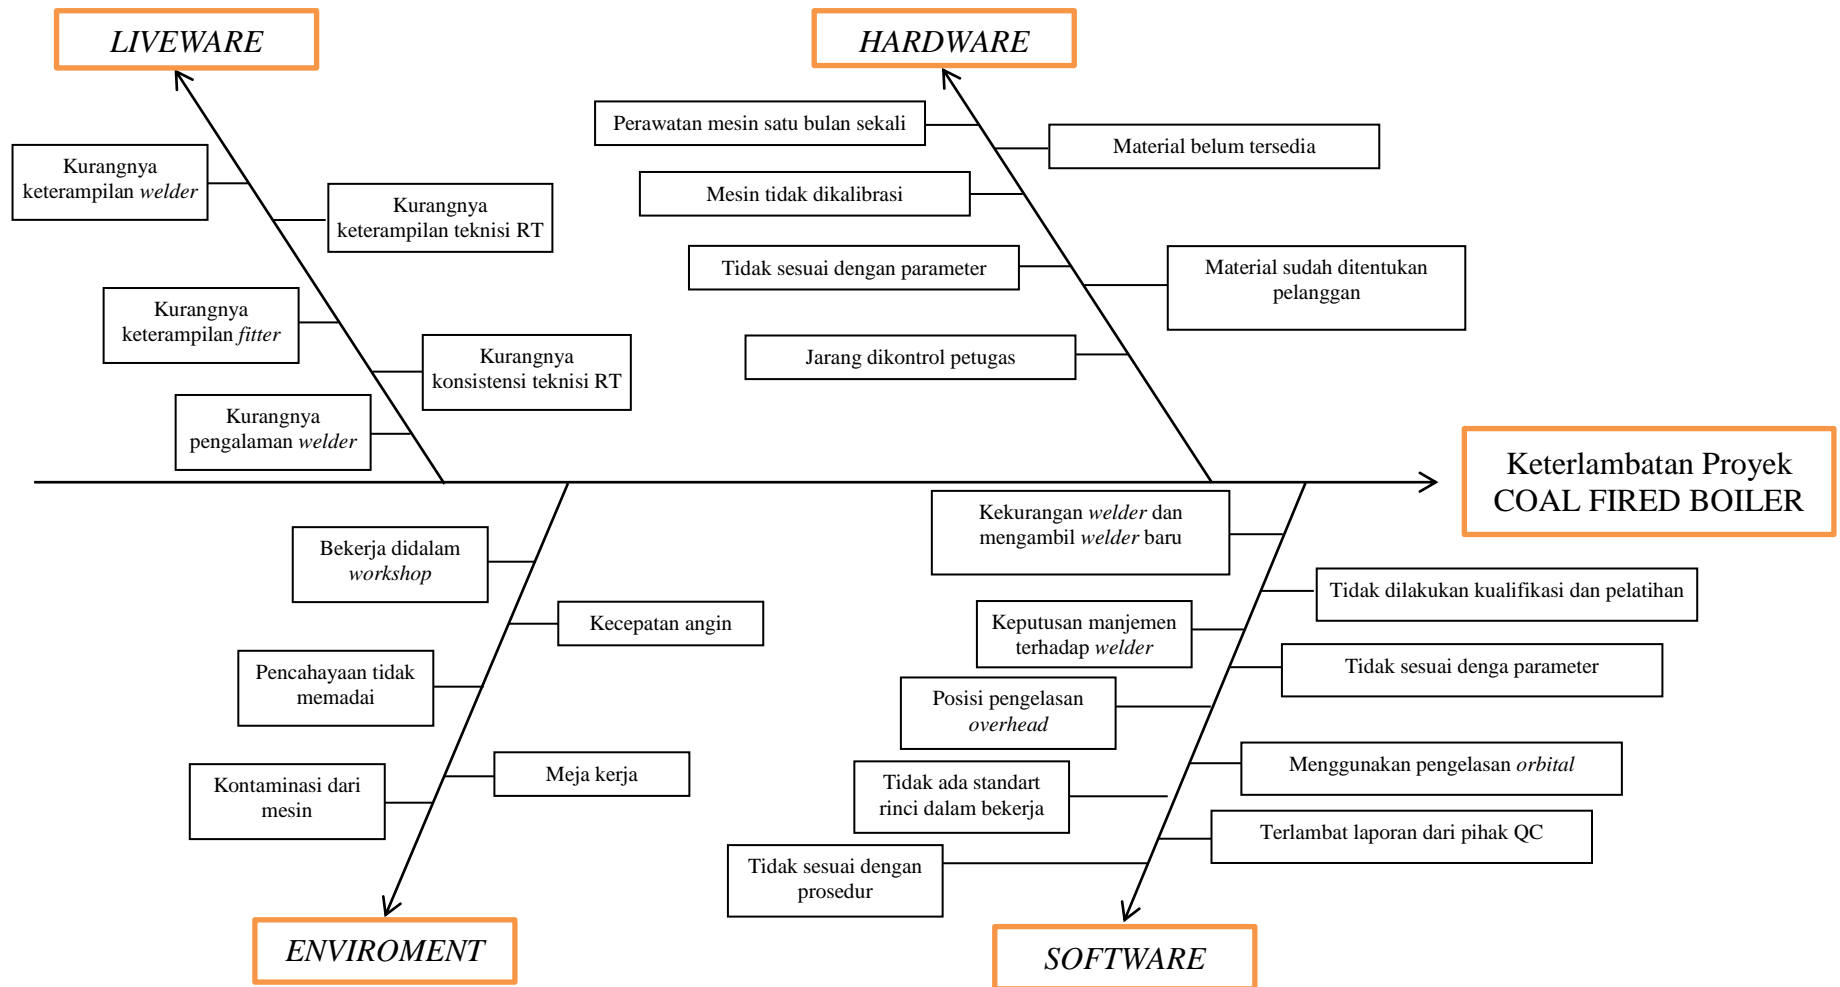 LIVEWARE
HARDWARE
Perawatan mesin satu bulan sekali
Material belum tersedia
Kurangnya
keterampilan welder
Mesin tidak dikalibrasi
Kurangnya
keterampilan teknisi RT
Tidak sesuai dengan parameter
Material sudah ditentukan
pelanggan
Kurangnya
keterampilan fitter
Kurangnya
konsistensi teknisi RT
Jarang dikontrol petugas
Kurangnya
pengalaman welder
Keterlambatan Proyek
COAL FIRED BOILER
Bekerja didalam
workshop
Kecepatan angin
Pencahayaan tidak
memadai
Meja kerja
Kontaminasi dari
mesin
ENVIROMENT
Kekurangan welder dan
mengambil welder baru
Tidak dilakukan kualifikasi dan pelatihan
Keputusan manjemen
terhadap welder
Tidak sesuai denga parameter
Posisi pengelasan
overhead
Menggunakan pengelasan orbital
Tidak ada standart
rinci dalam bekerja
Terlambat laporan dari pihak QC
Tidak sesuai dengan
prosedur
SOFTWARE